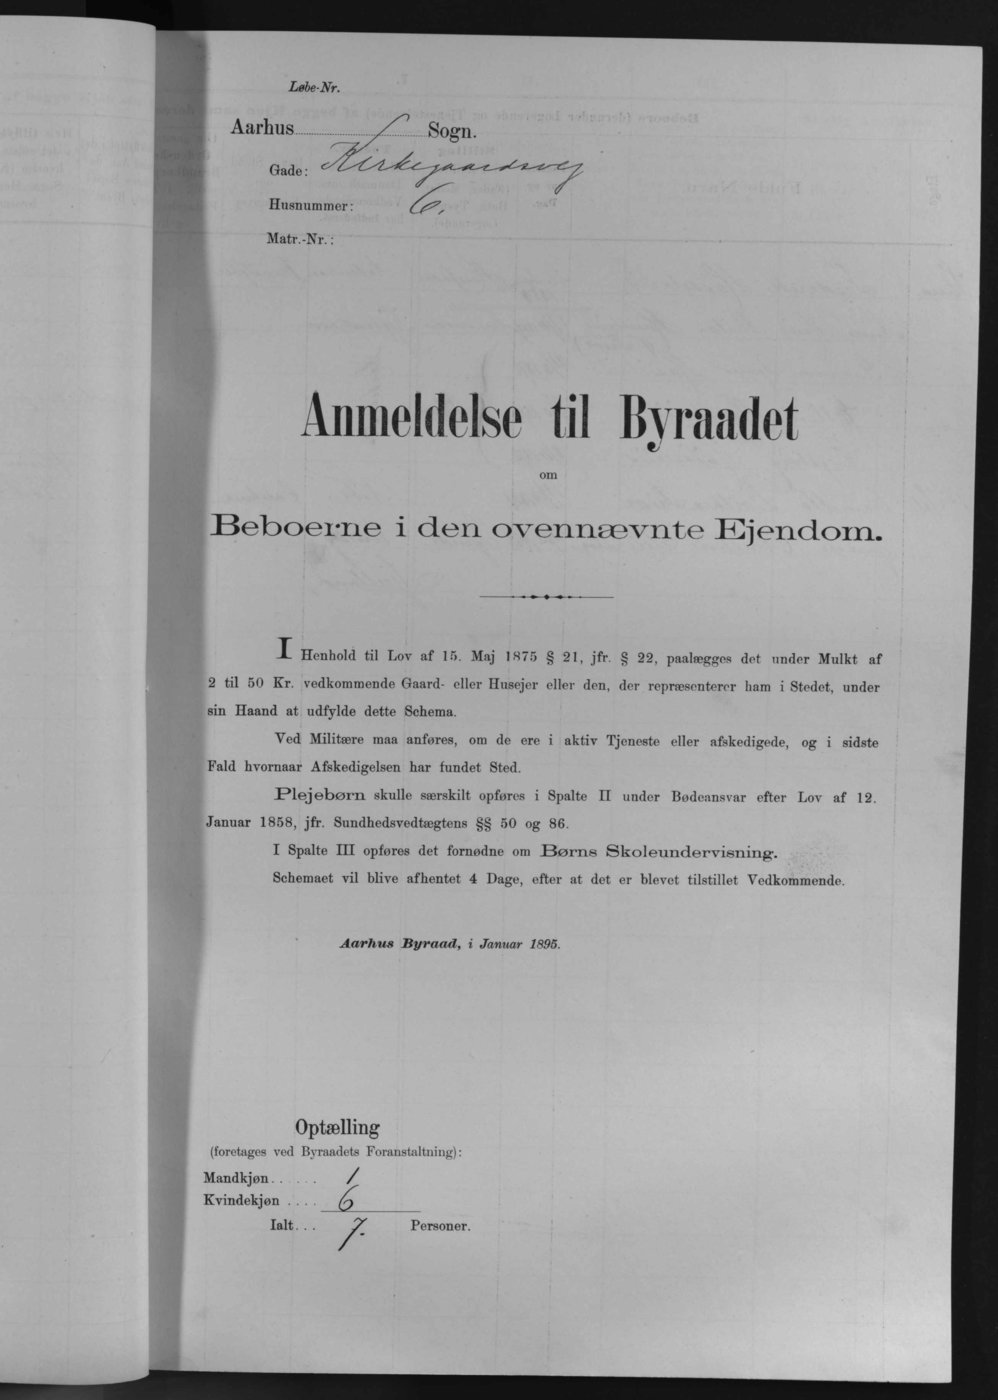 Løbe-Nr.
Aarhus Sogn.
Gade: Kirkegaardsvej
Husnummer: 6.
Matr.-Nr.:
Anmeldelse til Byraadet
om
Beboerne i den ovennævnte Ejendom.
I Henhold til Lov af 15. Maj 1875 § 21, jfr. § 22, paalægges det under Mulkt af
2 til 50 Kr. vedkommende Gaard- eller Husejer eller den, der repræsenterer ham i Stedet, under
sin Haand at udfylde dette Schema.
Ved Militære maa anføres, om de ere i aktiv Tjeneste eller afskedigede, og i sidste
Fald hvornaar Afskedigelsen har fundet Sted.
Plejebørn skulle særskilt opføres i Spalte II under Bødeansvar efter Lov af 12.
Januar 1858, jfr. Sundhedsvedtægtens §§ 50 og 86.
I Spalte III opføres det fornødne om Børns Skoleundervisning.
Schemaet vil blive afhentet 4 Dage, efter at det er blevet tilstillet Vedkommende.
Aarhus Byraad, i Januar 1895.
Optælling
(foretages ved Byraadets Foranstaltning):
Mandkjøn...... 1
Kvindekjøn.... 6
Ialt... 7. Personer.